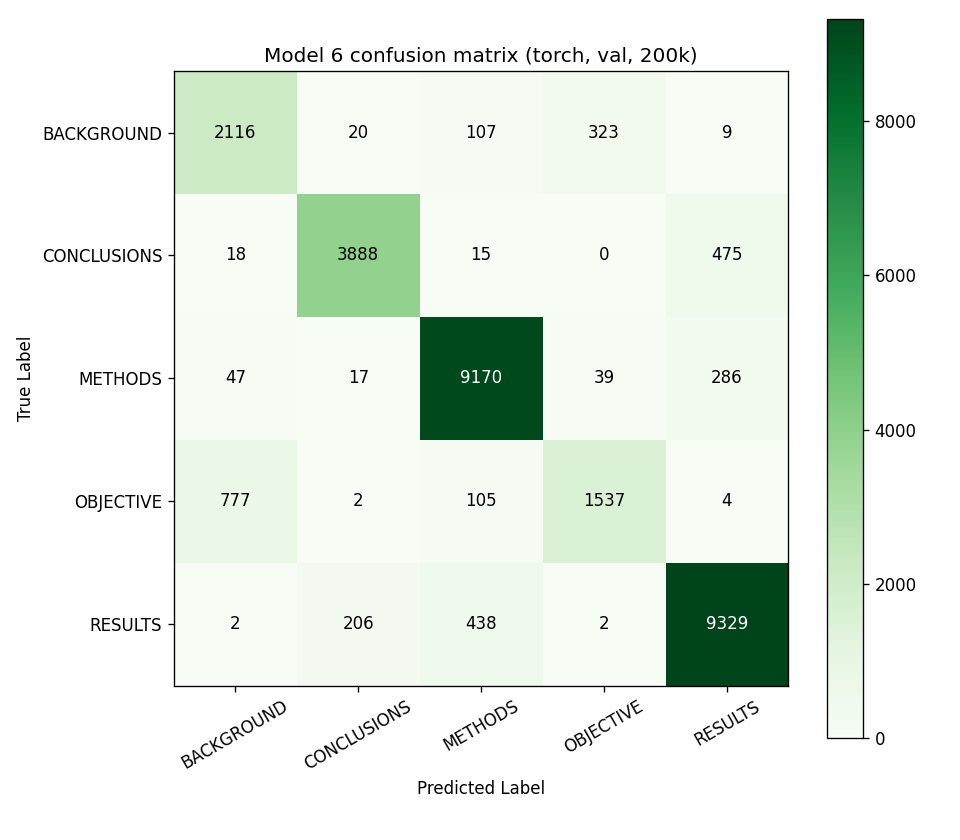 Model 6 confusion matrix (torch, val, 200k)
BACKGROUND 2116 20 107 323 9
CONCLUSIONS 18 3888 15 0 475
METHODS 47 17 9170 39 286
OBJECTIVE 777 2 105 1537 4
RESULTS 2 206 438 2 9329
BACKGROUND CONCLUSIONS METHODS OBJECTIVE RESULTS
Predicted Label
True Label
8000
6000
4000
2000
0